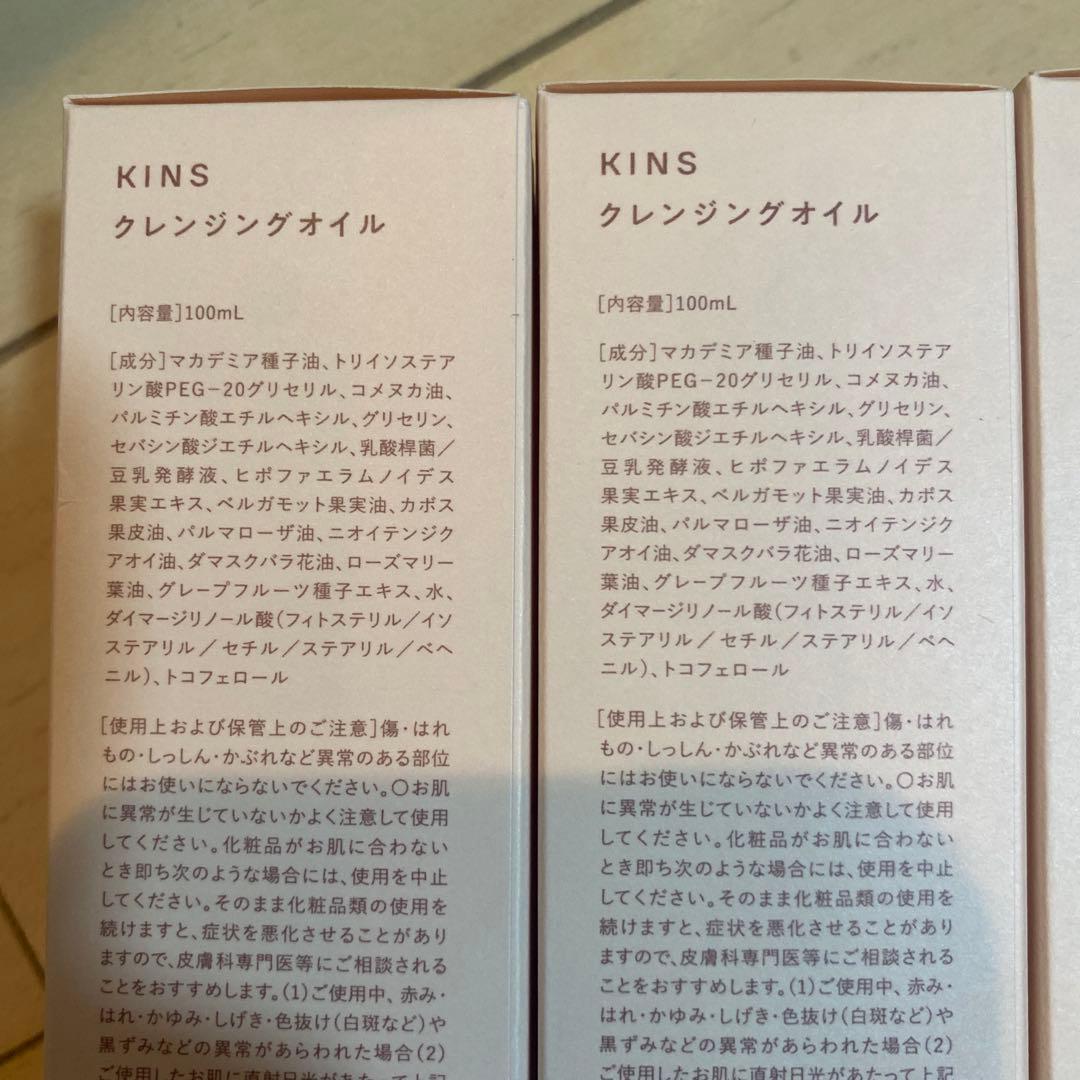 KINS
クレンジングオイル
[内容量]100mL
[成分]マカデミア種子油、トリイソステア
リン酸PEG-20グリセリル、コメヌカ油、
パルミチン酸エチルヘキシル、グリセリン、
セバシン酸ジエチルヘキシル、乳酸桿菌／
豆乳発酵液、ヒポファエラムノイデス
果実エキス、ベルガモット果実油、カボス
果皮油、パルマローザ油、ニオイテンジク
アオイ油、ダマスクバラ花油、ローズマリー
葉油、グレープフルーツ種子エキス、水、
ダイマージリノール酸(フィトステリル／イソ
ステアリル／セチル／ステアリル／ベヘ
ニル)、トコフェロール
[使用上および保管上のご注意]傷・はれ
もの・しっしん・かぶれなど異常のある部位
にはお使いにならないでください。〇お肌
に異常が生じていないかよく注意して使用
してください。化粧品がお肌に合わない
とき即ち次のような場合には、使用を中止
してください。そのまま化粧品類の使用を
続けますと、症状を悪化させることがあり
ますので、皮膚科専門医等にご相談される
ことをおすすめします。(1)ご使用中、赤み・
はれ・かゆみ・しげき・色抜け(白斑など)や
黒ずみなどの異常があらわれた場合(2)
ご使用したお肌に直射日光があたって上記
KINS
クレンジングオイル
[内容量]100mL
[成分]マカデミア種子油、トリイソステア
リン酸PEG-20グリセリル、コメヌカ油、
パルミチン酸エチルヘキシル、グリセリン、
セバシン酸ジエチルヘキシル、乳酸桿菌／
豆乳発酵液、ヒポファエラムノイデス
果実エキス、ベルガモット果実油、カボス
果皮油、パルマローザ油、ニオイテンジク
アオイ油、ダマスクバラ花油、ローズマリー
葉油、グレープフルーツ種子エキス、水、
ダイマージリノール酸(フィトステリル／イソ
ステアリル／セチル／ステアリル／ベヘ
ニル)、トコフェロール
[使用上および保管上のご注意]傷・はれ
もの・しっしん・かぶれなど異常のある部位
にはお使いにならないでください。〇お肌
に異常が生じていないかよく注意して使用
してください。化粧品がお肌に合わない
とき即ち次のような場合には、使用を中止
してください。そのまま化粧品類の使用を
続けますと、症状を悪化させることがあり
ますので、皮膚科専門医等にご相談される
ことをおすすめします。(1)ご使用中、赤み・
はれ・かゆみ・しげき・色抜け(白斑など)や
黒ずみなどの異常があらわれた場合(2)
ご使用したお肌に直射日光があたって上記